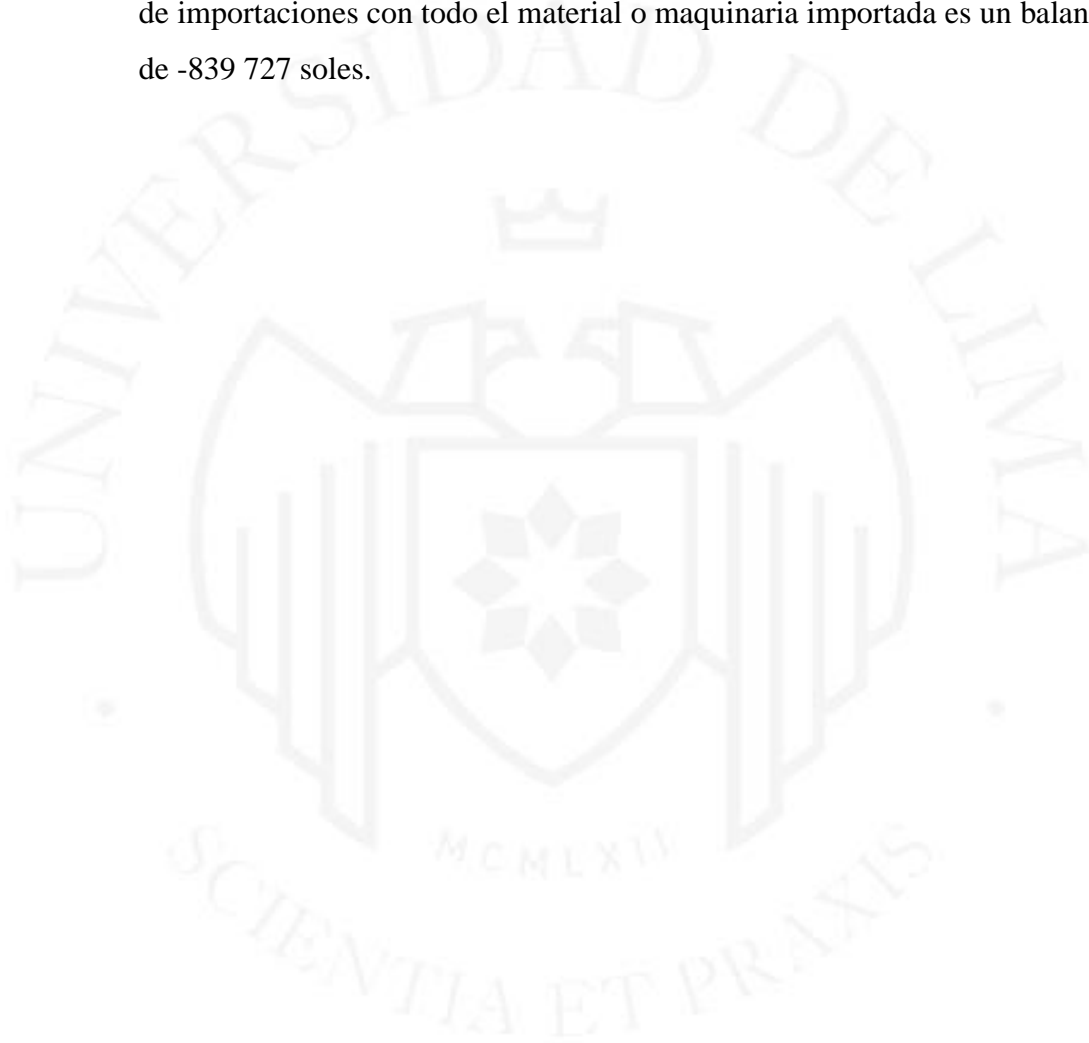 de importaciones con todo el material o maquinaria importada es un balan
de -839 727 soles.
UNIVERSIDAD DE LIMA
MCMLXII
SCIENTIA ET PRAXIS